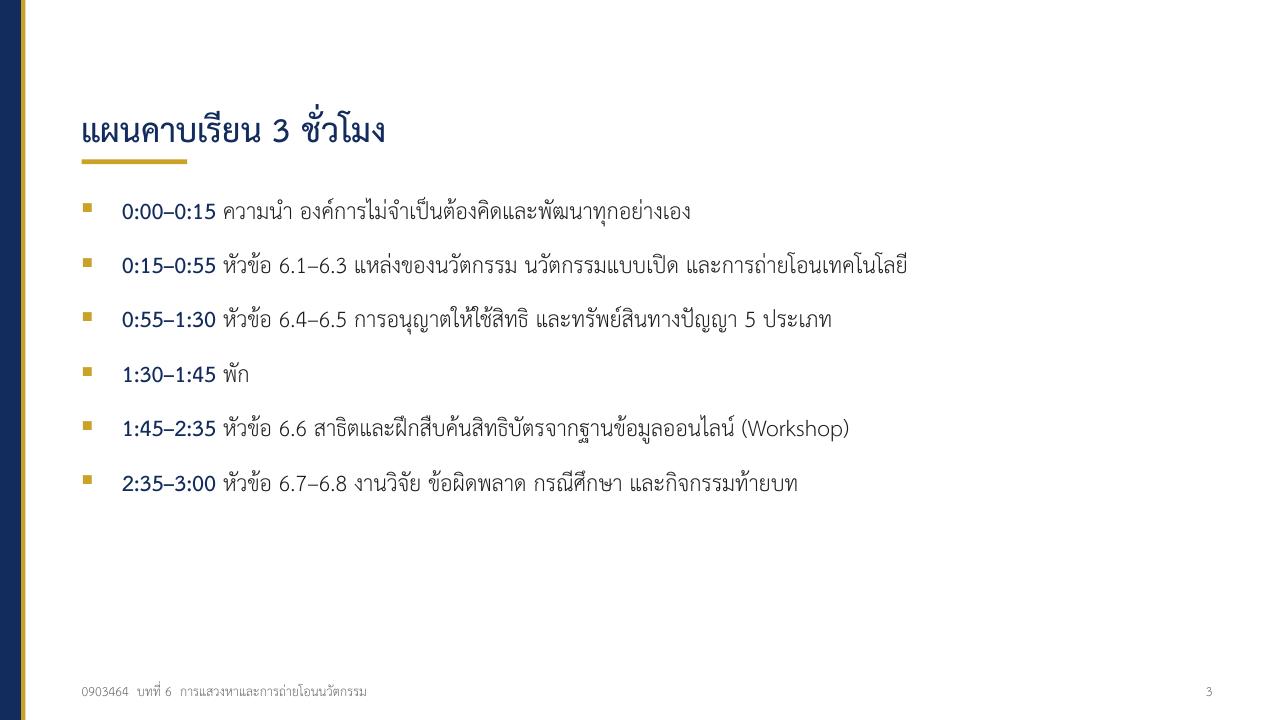 แผนคาบเรียน 3 ชั่วโมง
0:00–0:15 ความนำ องค์การไม่จำเป็นต้องคิดและพัฒนาทุกอย่างเอง
0:15–0:55 หัวข้อ 6.1–6.3 แหล่งของนวัตกรรม นวัตกรรมแบบเปิด และการถ่ายโอนเทคโนโลยี
0:55–1:30 หัวข้อ 6.4–6.5 การอนุญาตให้ใช้สิทธิ และทรัพย์สินทางปัญญา 5 ประเภท
1:30–1:45 พัก
1:45–2:35 หัวข้อ 6.6 สาธิตและฝึกสืบค้นสิทธิบัตรจากฐานข้อมูลออนไลน์ (Workshop)
2:35–3:00 หัวข้อ 6.7–6.8 งานวิจัย ข้อผิดพลาด กรณีศึกษา และกิจกรรมท้ายบท
0903464 บทที่ 6 การแสวงหาและการถ่ายโอนนวัตกรรม
3